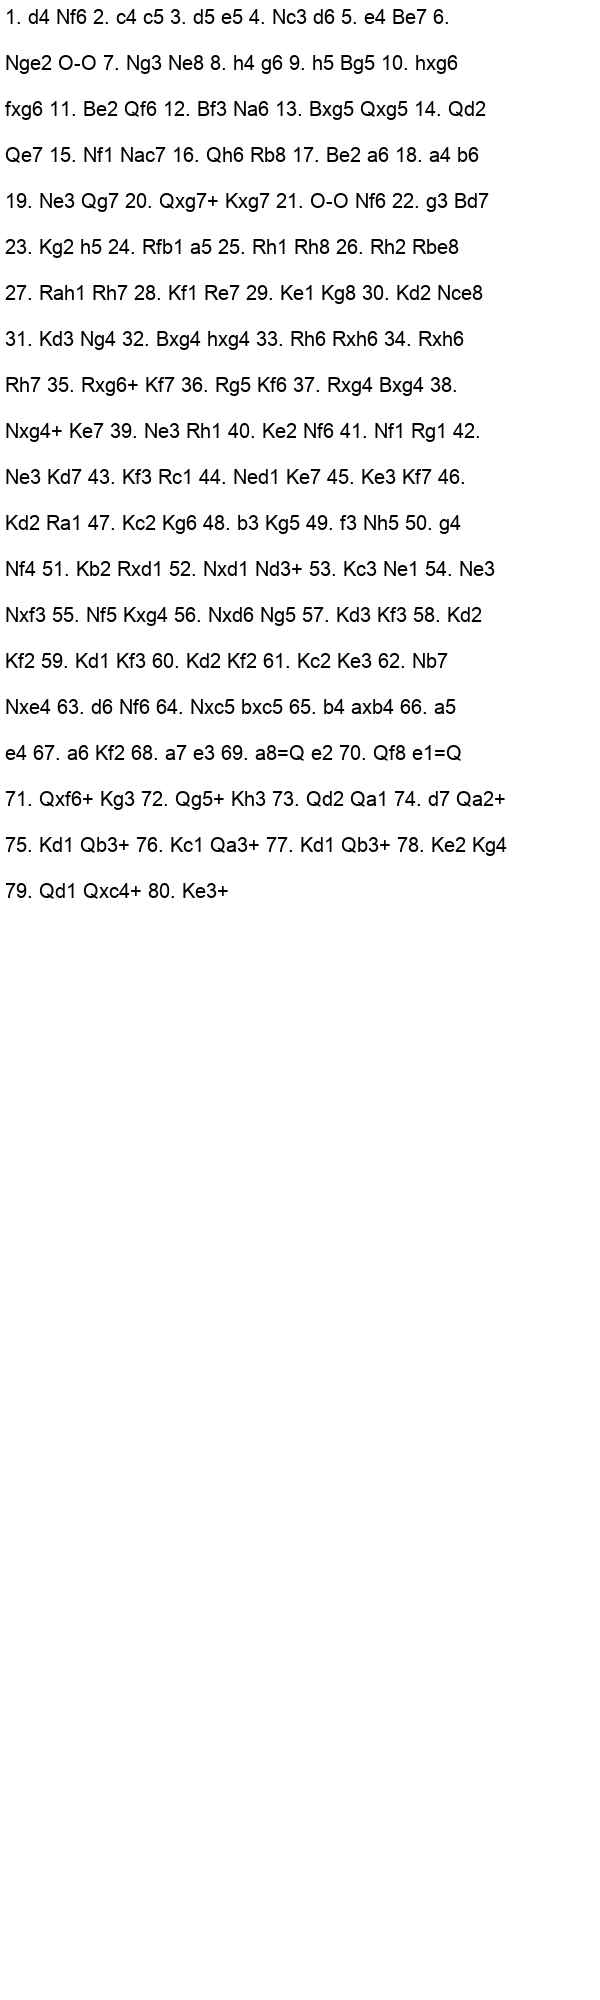 1. d4 Nf6 2. c4 c5 3. d5 e5 4. Nc3 d6 5. e4 Be7 6.
Nge2 O-O 7. Ng3 Ne8 8. h4 g6 9. h5 Bg5 10. hxg6
fxg6 11. Be2 Qf6 12. Bf3 Na6 13. Bxg5 Qxg5 14. Qd2
Qe7 15. Nf1 Nac7 16. Qh6 Rb8 17. Be2 a6 18. a4 b6
19. Ne3 Qg7 20. Qxg7+ Kxg7 21. O-O Nf6 22. g3 Bd7
23. Kg2 h5 24. Rfb1 a5 25. Rh1 Rh8 26. Rh2 Rbe8
27. Rah1 Rh7 28. Kf1 Re7 29. Ke1 Kg8 30. Kd2 Nce8
31. Kd3 Ng4 32. Bxg4 hxg4 33. Rh6 Rxh6 34. Rxh6
Rh7 35. Rxg6+ Kf7 36. Rg5 Kf6 37. Rxg4 Bxg4 38.
Nxg4+ Ke7 39. Ne3 Rh1 40. Ke2 Nf6 41. Nf1 Rg1 42.
Ne3 Kd7 43. Kf3 Rc1 44. Ned1 Ke7 45. Ke3 Kf7 46.
Kd2 Ra1 47. Kc2 Kg6 48. b3 Kg5 49. f3 Nh5 50. g4
Nf4 51. Kb2 Rxd1 52. Nxd1 Nd3+ 53. Kc3 Ne1 54. Ne3
Nxf3 55. Nf5 Kxg4 56. Nxd6 Ng5 57. Kd3 Kf3 58. Kd2
Kf2 59. Kd1 Kf3 60. Kd2 Kf2 61. Kc2 Ke3 62. Nb7
Nxe4 63. d6 Nf6 64. Nxc5 bxc5 65. b4 axb4 66. a5
e4 67. a6 Kf2 68. a7 e3 69. a8=Q e2 70. Qf8 e1=Q
71. Qxf6+ Kg3 72. Qg5+ Kh3 73. Qd2 Qa1 74. d7 Qa2+
75. Kd1 Qb3+ 76. Kc1 Qa3+ 77. Kd1 Qb3+ 78. Ke2 Kg4
79. Qd1 Qxc4+ 80. Ke3+